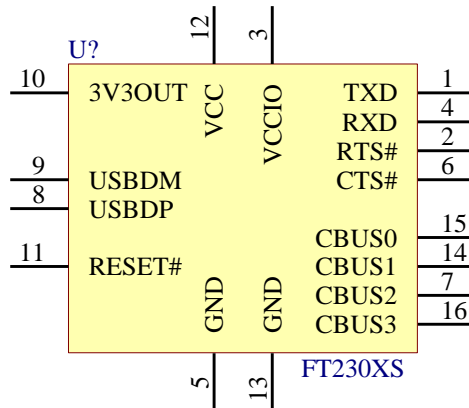 12 3
U?
10 3V3OUT VCC VCCIO TXD 1
RXD 4
RTS# 2
9 USBDM CTS# 6
8 USBDP
CBUS0 15
11 RESET# CBUS1 14
GND GND CBUS2 7
CBUS3 16
5 13 FT230XS